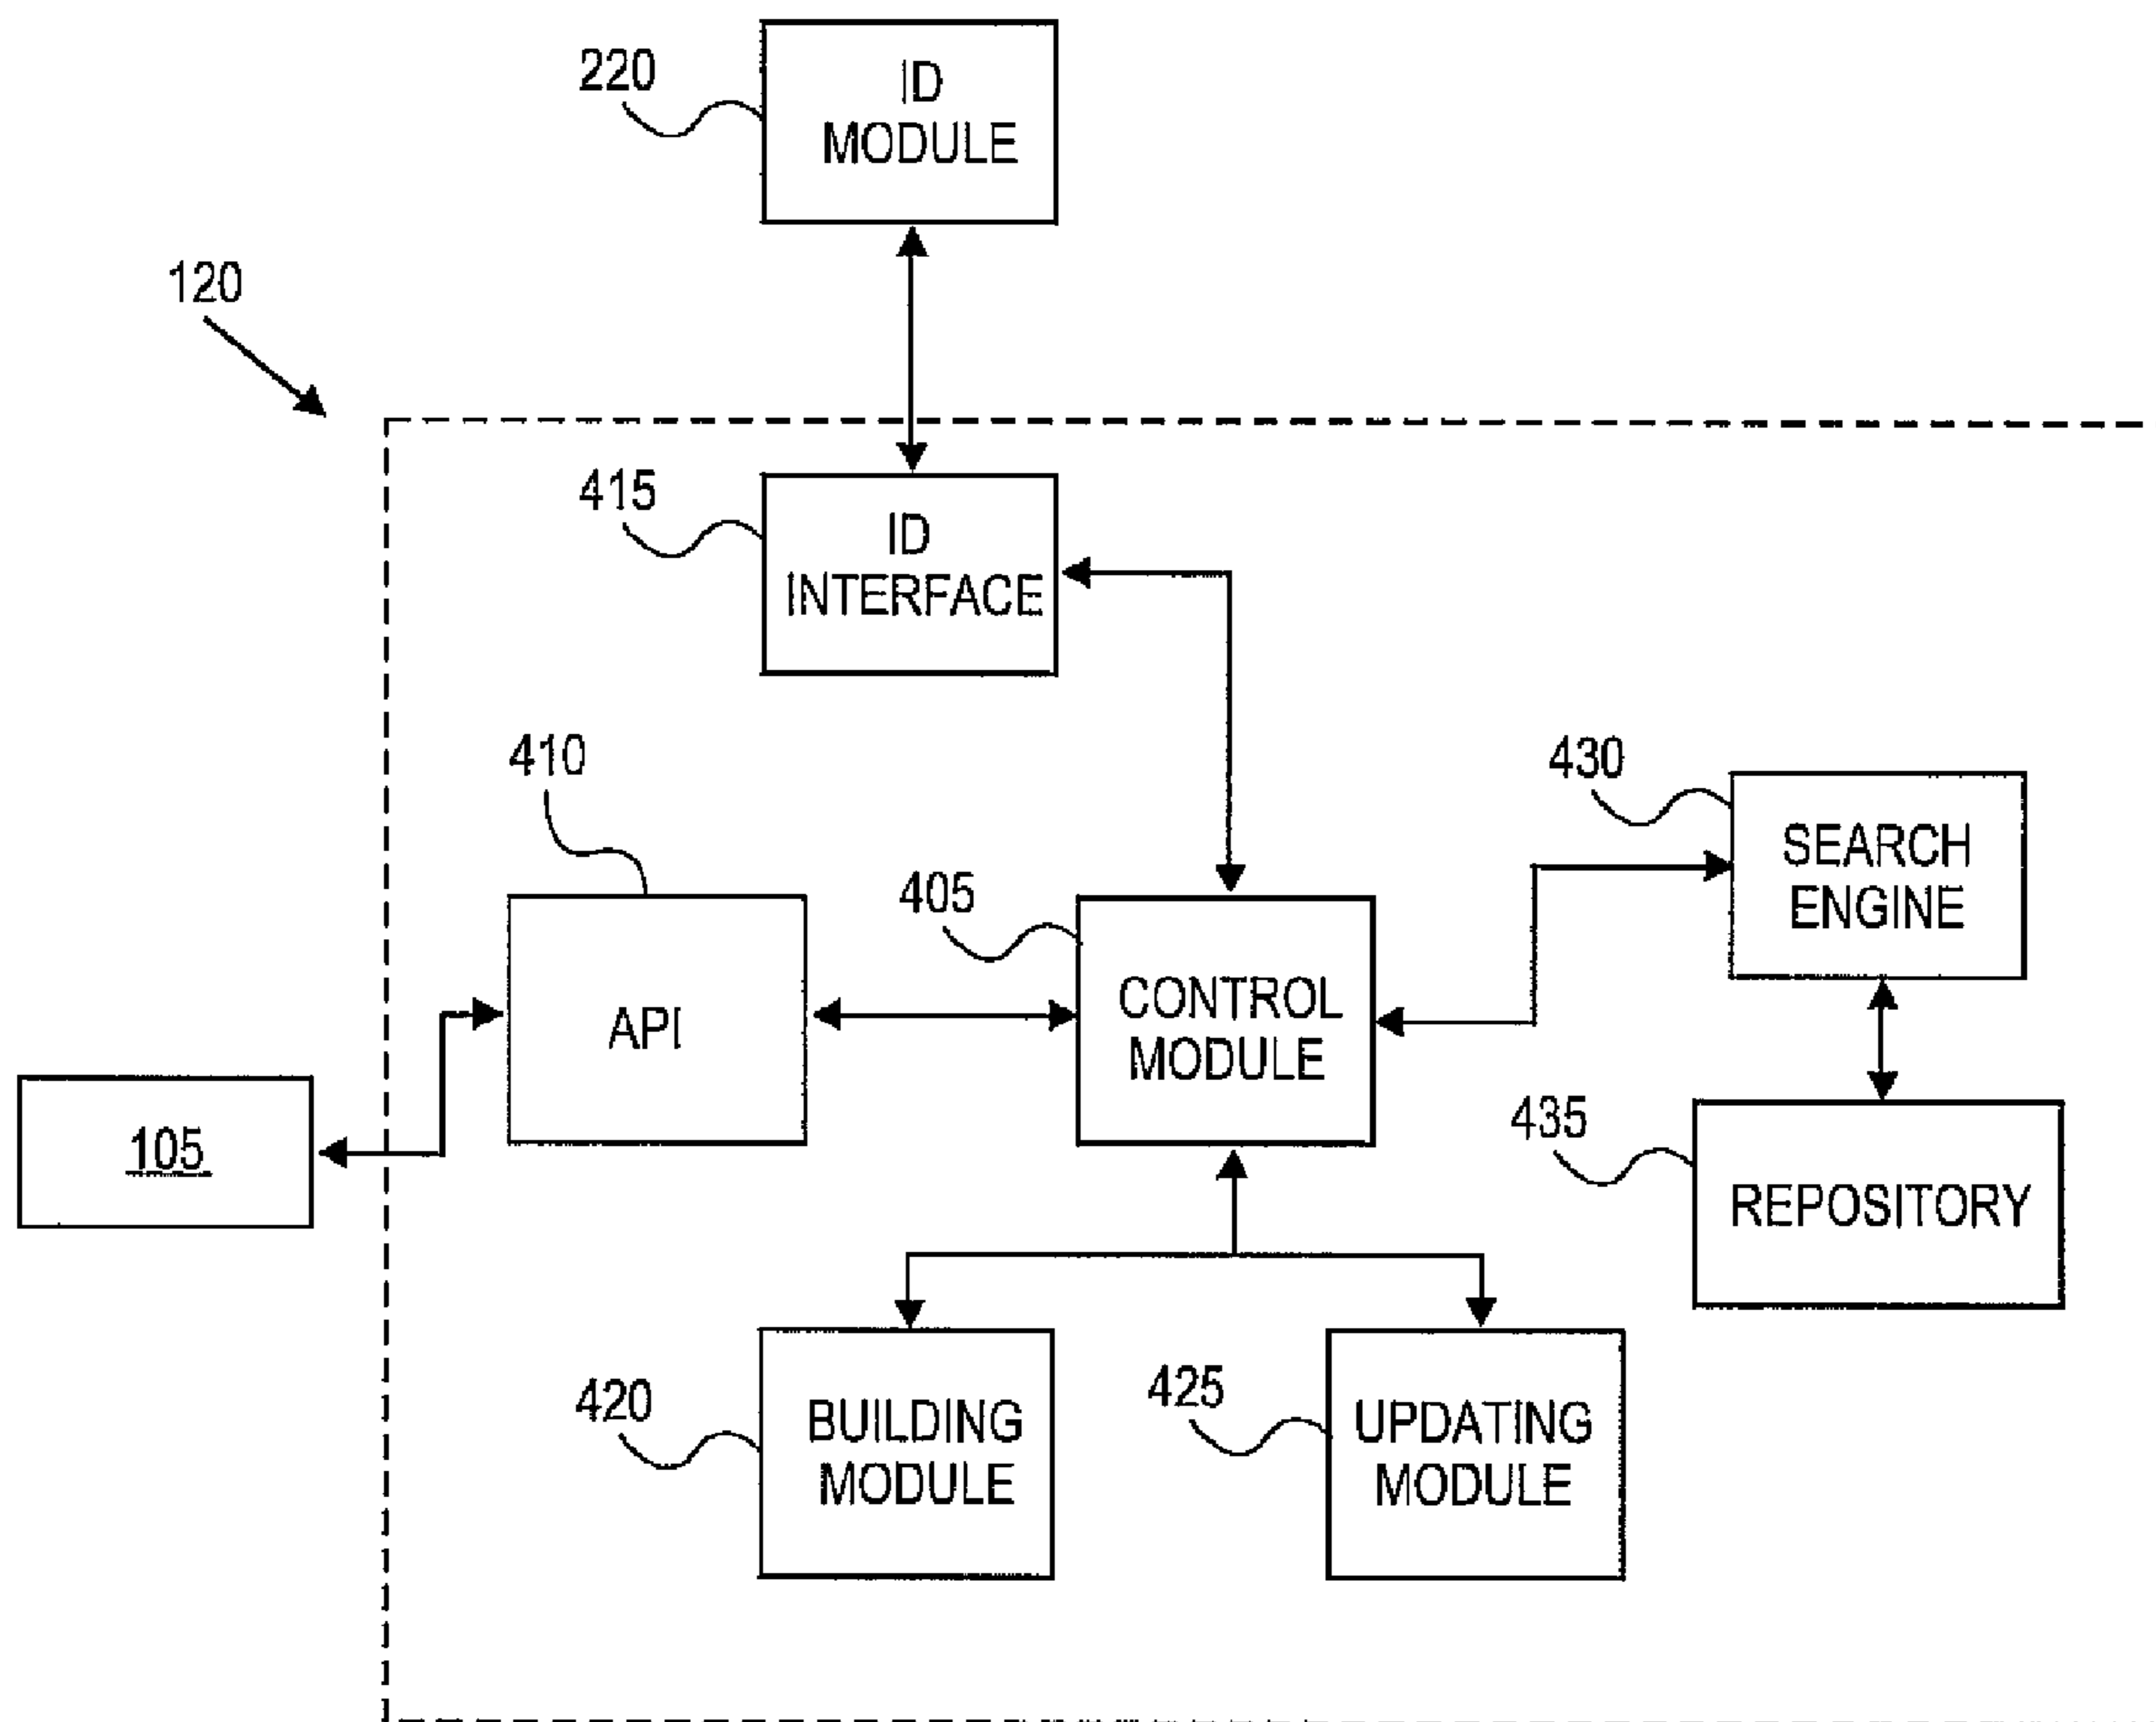 220
ID
MODULE
120
415
ID
INTERFACE
410
430
SEARCH
ENGINE
405
API
CONTROL
MODULE
105
435
REPOSITORY
420
BUILDING
MODULE
425
UPDATING
MODULE